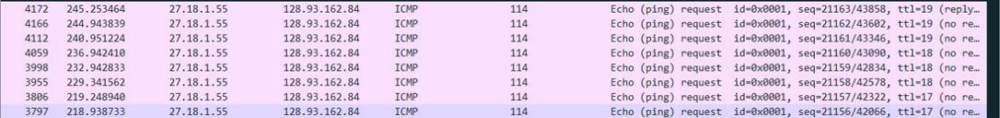 4172 245.253464 27.18.1.55 128.93.162.84 ICMP 114 Echo (ping) request id=0x0001, seq=21163/43858, ttl=19 (reply…
4166 244.943839 27.18.1.55 128.93.162.84 ICMP 114 Echo (ping) request id=0x0001, seq=21162/43602, ttl=19 (no re…
4112 240.951224 27.18.1.55 128.93.162.84 ICMP 114 Echo (ping) request id=0x0001, seq=21161/43346, ttl=19 (no re…
4059 236.942410 27.18.1.55 128.93.162.84 ICMP 114 Echo (ping) request id=0x0001, seq=21160/43090, ttl=18 (no re…
3998 232.942833 27.18.1.55 128.93.162.84 ICMP 114 Echo (ping) request id=0x0001, seq=21159/42834, ttl=18 (no re…
3955 229.341562 27.18.1.55 128.93.162.84 ICMP 114 Echo (ping) request id=0x0001, seq=21158/42578, ttl=18 (no re…
3806 219.248940 27.18.1.55 128.93.162.84 ICMP 114 Echo (ping) request id=0x0001, seq=21157/42322, ttl=17 (no re…
3797 218.938733 27.18.1.55 128.93.162.84 ICMP 114 Echo (ping) request id=0x0001, seq=21156/42066, ttl=17 (no re…